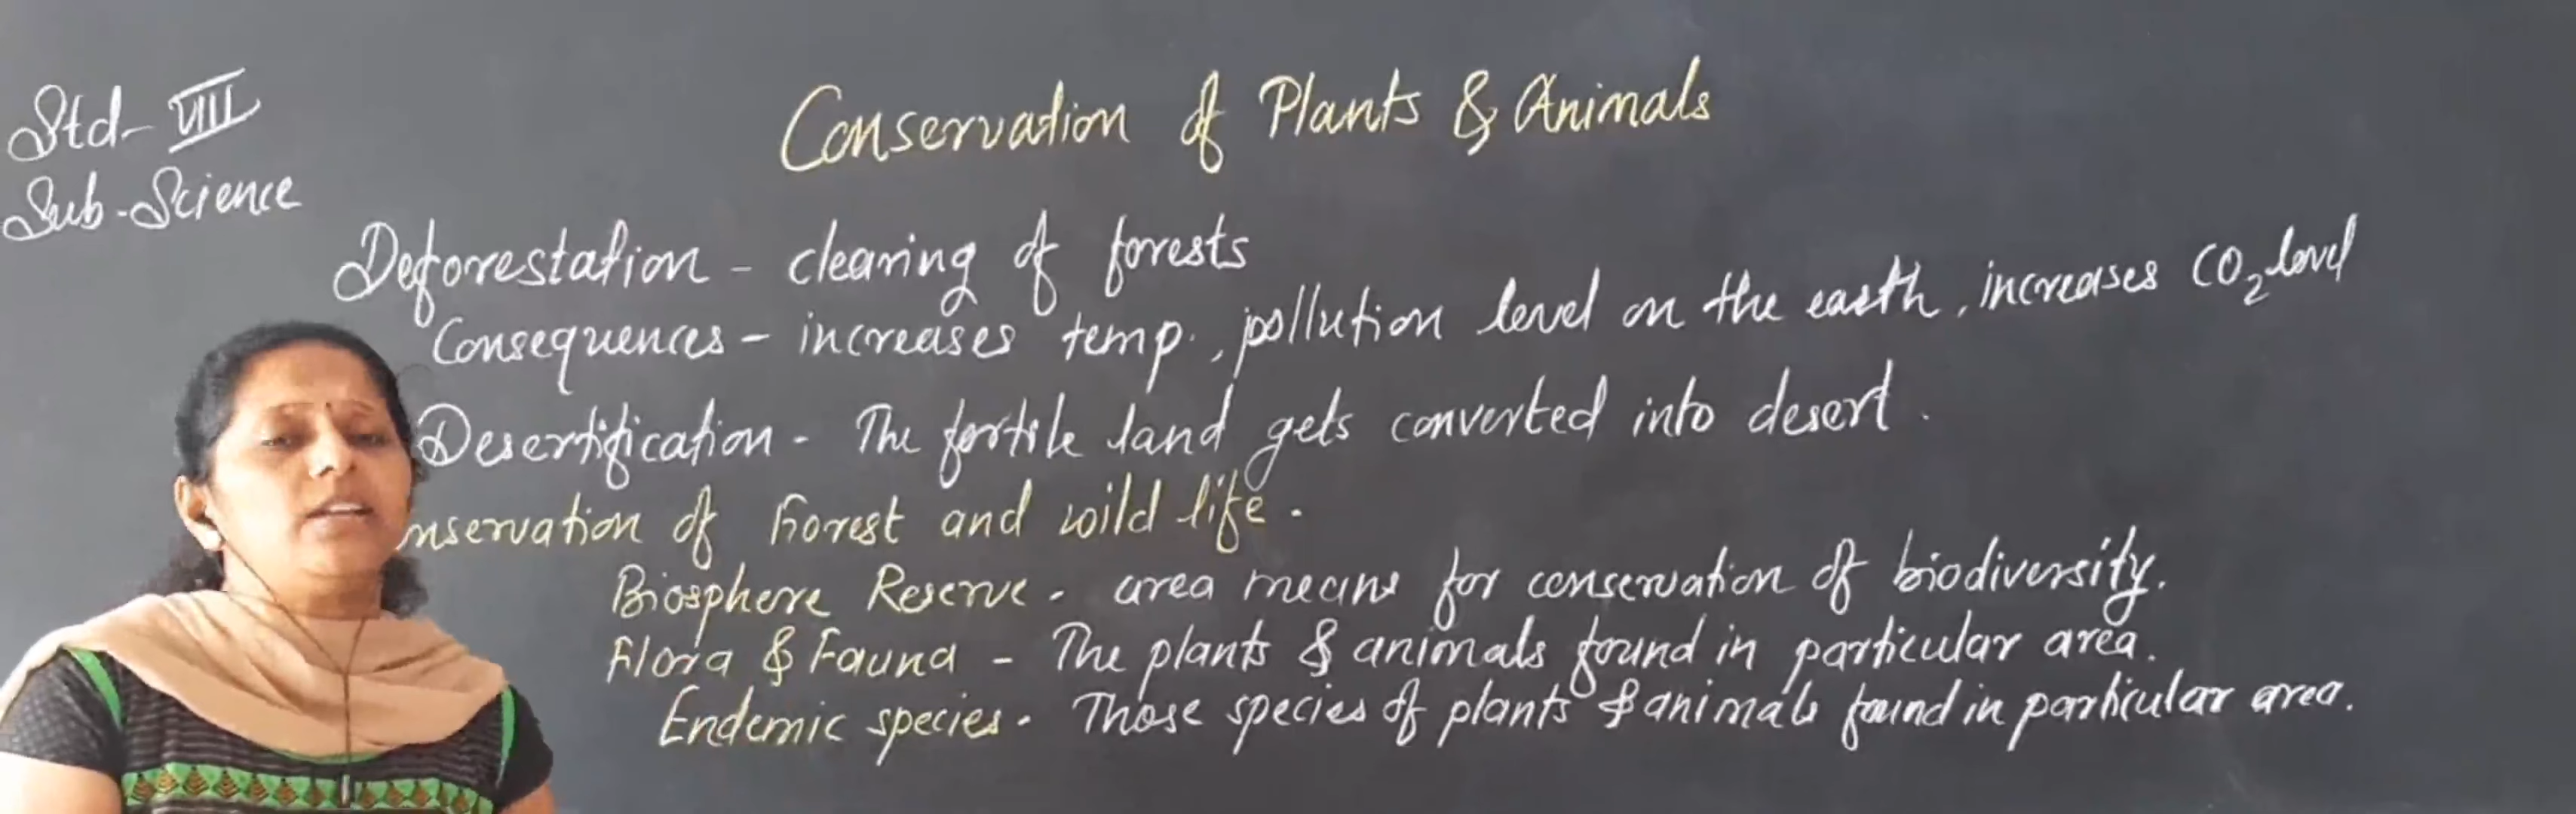 Std- VIII
Sub-Science
Conservation of Plants & Animals
Deforestation - clearing of forests
Consequences - increases temp., pollution level on the earth, increases CO2 level
Desertification - The fertile land gets converted into desert.
nservation of Forest and wild life.
Biosphere Reserve - area means for conservation of biodiversity.
Flora & Fauna - The plants & animals found in particular area.
Endemic species - Those species of plants & animals found in particular area.